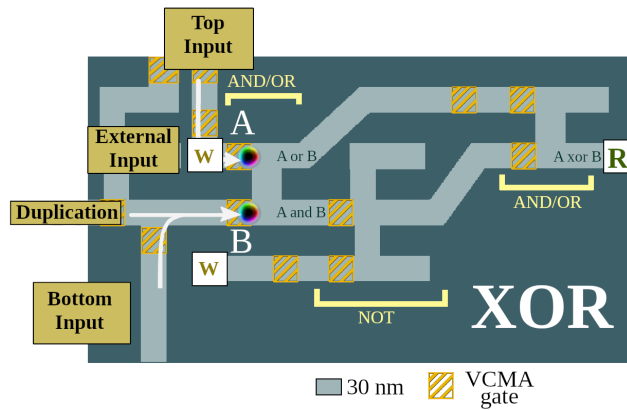 Top
Input
AND/OR
A
External
Input
W
A or B
A xor B
R
Duplication
A and B
AND/OR
B
W
Bottom
Input
NOT
XOR
30 nm
VCMA
gate